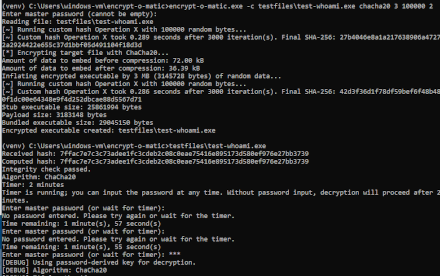 (venv) C:\Users\windows-vm\encrypt-o-matic>encrypt-o-matic.exe -c testfiles\test-whoami.exe chacha20 3 100000 2
Enter master password (cannot be empty):
Reading file: testfiles\test-whoami.exe
[~] Running custom hash Operation X with 100000 random bytes...
[~] Custom hash Operation X took 0.289 seconds after 3000 iteration(s). Final SHA-256:
[*] Encrypting target file with ChaCha20...
Amount of data to embed before compression: 72.00 kB
Amount of data to embed after compression: 36.39 kB
Inflating encrypted executable by 3 MB (3145728 bytes) of random data...
[~] Running custom hash Operation X with 100000 random bytes...
[~] Custom hash Operation X took 0.286 seconds after 3000 iteration(s). Final SHA-256:
Stub executable size: 25861994 bytes
Payload size: 3183148 bytes
Bundled executable size: 29045150 bytes
Encrypted executable created: testfiles\test-whoami.exe
(venv) C:\Users\windows-vm\encrypt-o-matic>testfiles\test-whoami.exe
Received hash:
Computed hash:
Integrity check passed.
Algorithm: ChaCha20
Timer: 2 minutes
Timer is running; you can input the password at any time. Without password input, decryption will proceed after 2
minutes.
Enter master password (or wait for timer):
No password entered. Please try again or wait for the timer.
Time remaining: 1 minute(s), 57 second(s)
Enter master password (or wait for timer):
No password entered. Please try again or wait for the timer.
Time remaining: 1 minute(s), 55 second(s)
Enter master password (or wait for timer): ***
[DEBUG] Using password-derived key for decryption.
[DEBUG] Algorithm: ChaCha20